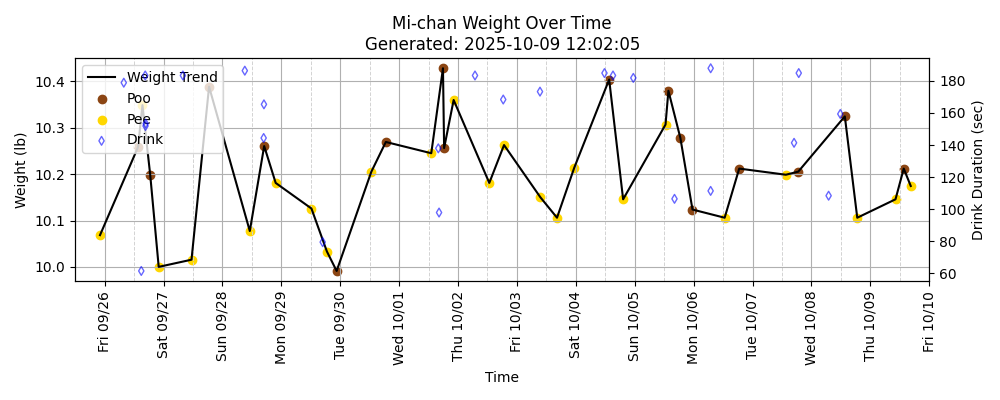 Mi-chan Weight Over Time
Generated: 2025-10-09 12:02:05
Weight (lb)
10.4
10.3
10.2
10.1
10.0
Weight Trend
Poo
Pee
Drink
180
160
140
120
100
80
60
Drink Duration (sec)
Fri 09/26
Sat 09/27
Sun 09/28
Mon 09/29
Tue 09/30
Wed 10/01
Thu 10/02
Fri 10/03
Sat 10/04
Sun 10/05
Mon 10/06
Tue 10/07
Wed 10/08
Thu 10/09
Fri 10/10
Time